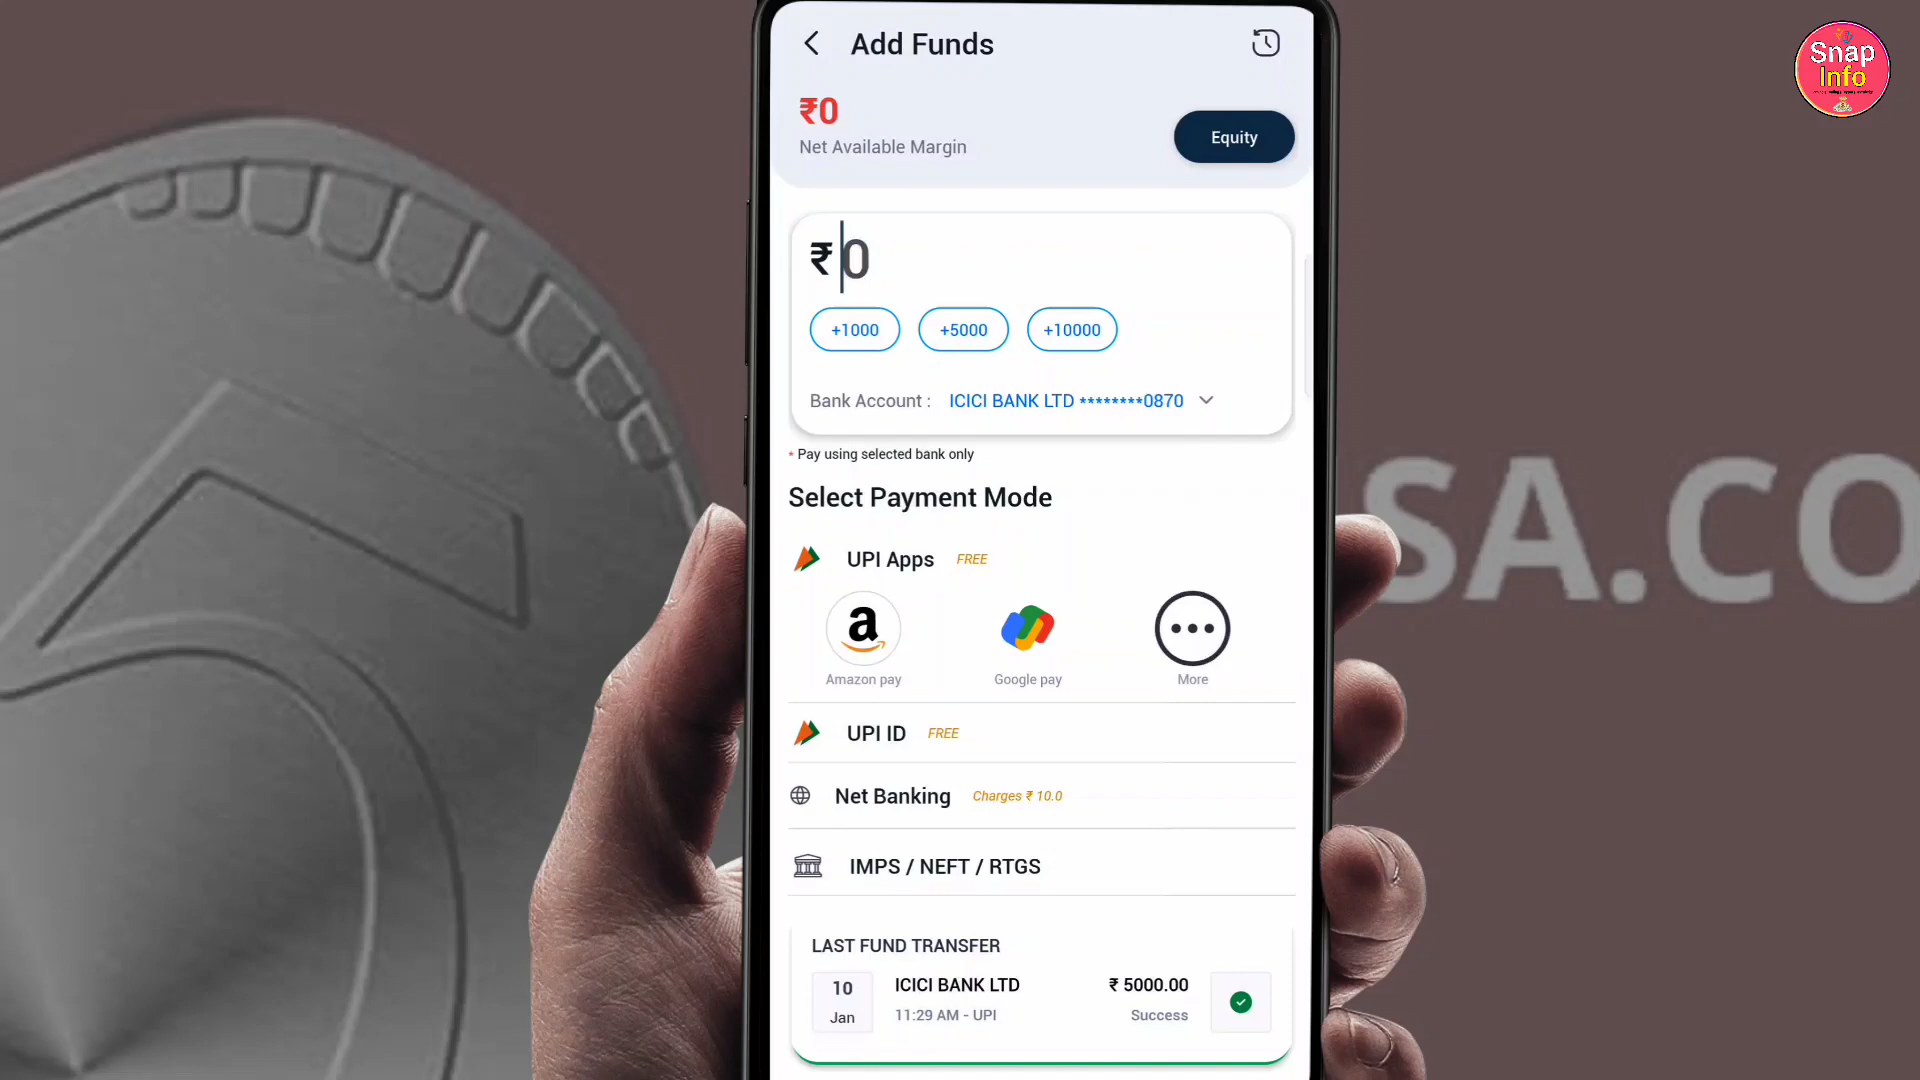 Add Funds
Snap
Info
₹0
Net Available Margin
Equity
₹ 0
+1000
+5000
+10000
Bank Account : ICICI BANK LTD ********0870
* Pay using selected bank only
Select Payment Mode
UPI Apps FREE
Amazon pay
Google pay
More
SA.CO
UPI ID FREE
Net Banking Charges ₹ 10.0
IMPS / NEFT / RTGS
LAST FUND TRANSFER
10 ICICI BANK LTD ₹ 5000.00
Jan 11:29 AM - UPI Success